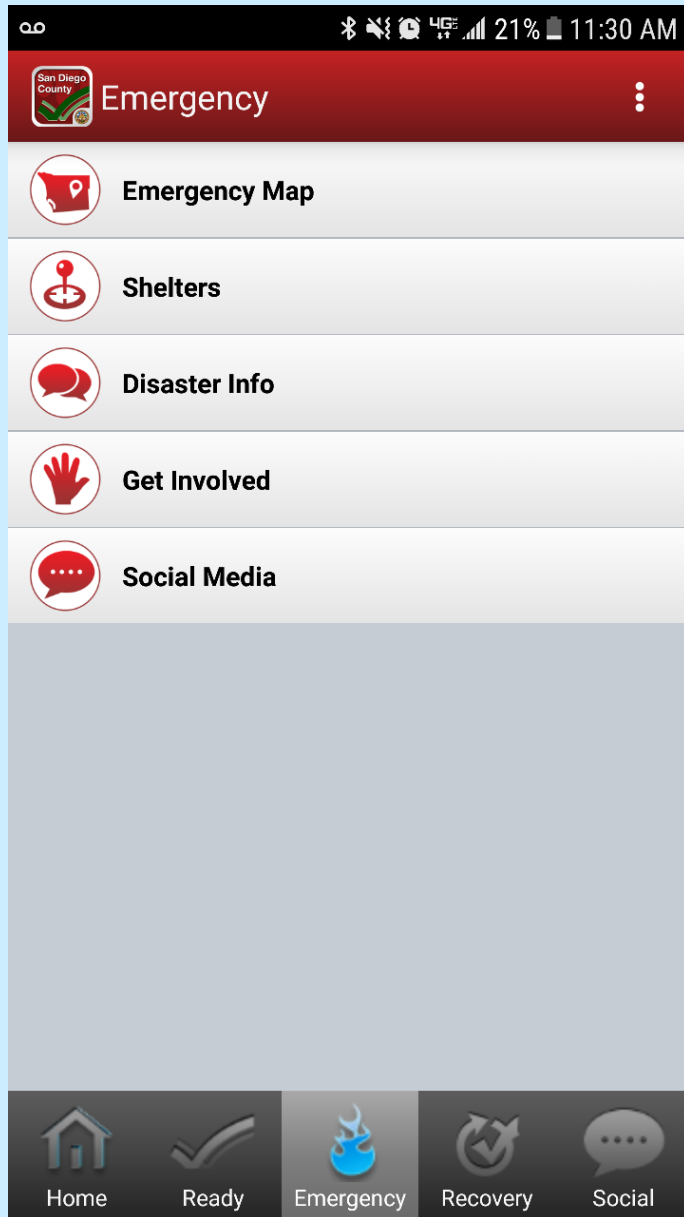 4GE 21% 11:30 AM
San Diego
County
Emergency
Emergency Map
Shelters
Disaster Info
Get Involved
Social Media
Home Ready Emergency Recovery Social